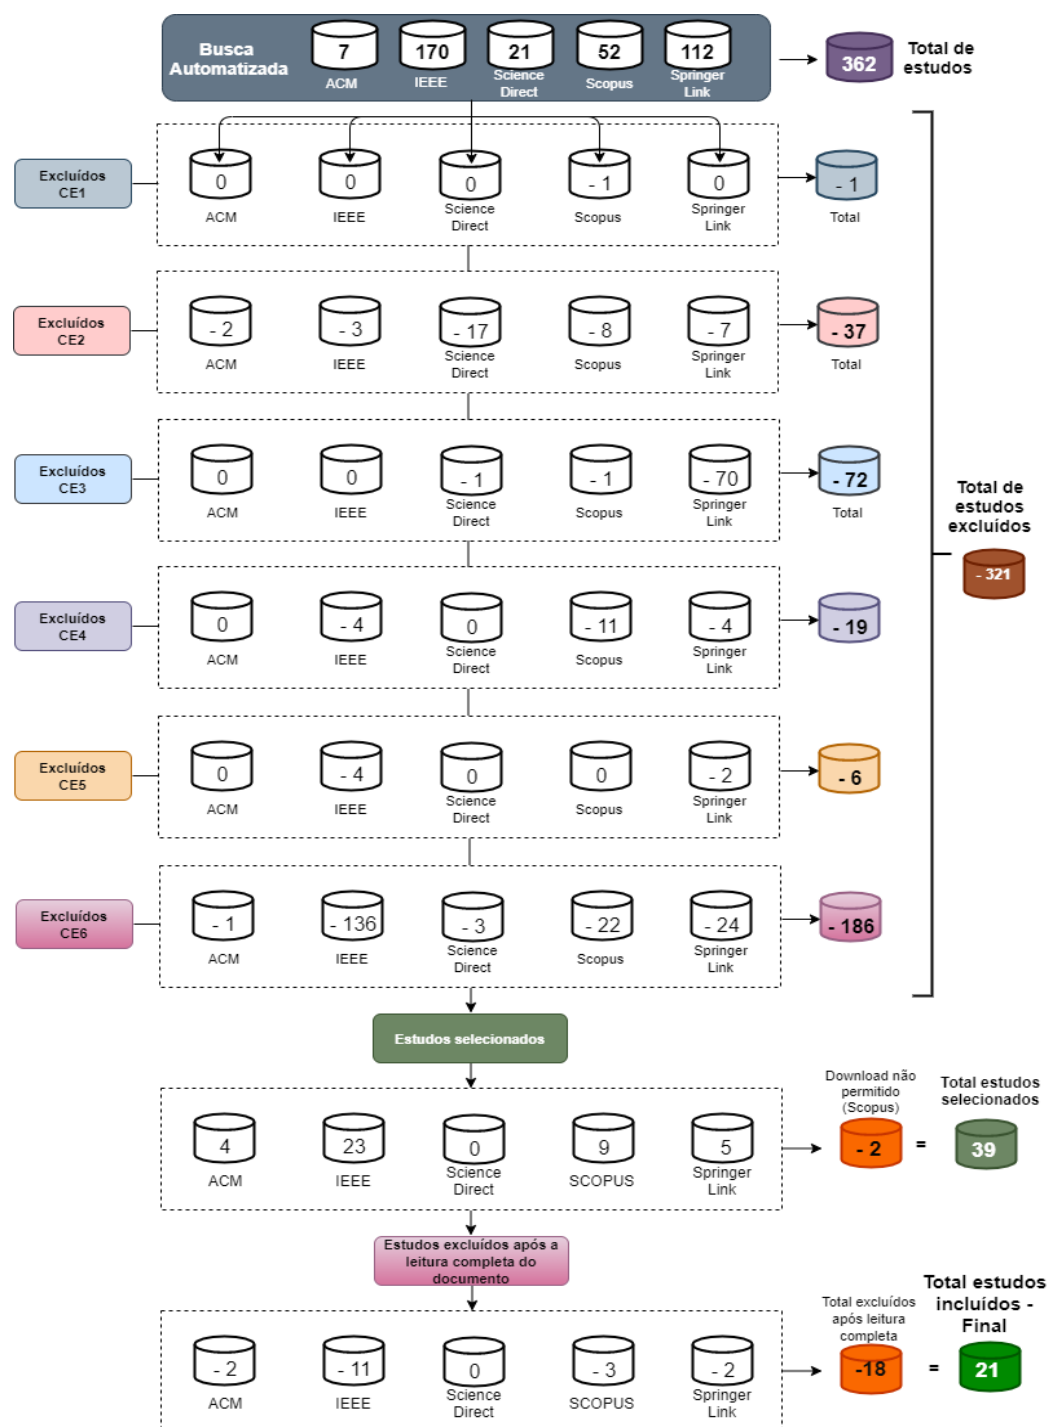 Busca
Automatizada
7
170
21
52
112
ACM
IEEE
Science
Direct
Scopus
Springer
Link
362
Total de
estudos
Excluídos
CE1
0
0
0
- 1
0
ACM
IEEE
Science
Direct
Scopus
Springer
Link
- 1
Total
Excluídos
CE2
- 2
- 3
- 17
- 8
- 7
ACM
IEEE
Science
Direct
Scopus
Springer
Link
- 37
Total
Excluídos
CE3
0
0
- 1
- 1
- 70
ACM
IEEE
Science
Direct
Scopus
Springer
Link
- 72
Total
Total de
estudos
excluídos
- 321
Excluídos
CE4
0
- 4
0
- 11
- 4
ACM
IEEE
Science
Direct
Scopus
Springer
Link
- 19
Excluídos
CE5
0
- 4
0
0
- 2
ACM
IEEE
Science
Direct
Scopus
Springer
Link
- 6
Excluídos
CE6
- 1
- 136
- 3
- 22
- 24
ACM
IEEE
Science
Direct
Scopus
Springer
Link
- 186
Estudos selecionados
4
23
0
9
5
ACM
IEEE
Science
Direct
SCOPUS
Springer
Link
Download não
permitido
(Scopus)
- 2
=
Total estudos
selecionados
39
Estudos excluídos após a
leitura completa do
documento
- 2
- 11
0
- 3
- 2
ACM
IEEE
Science
Direct
SCOPUS
Springer
Link
Total excluídos
após leitura
completa
-18
=
Total estudos
incluídos -
Final
21